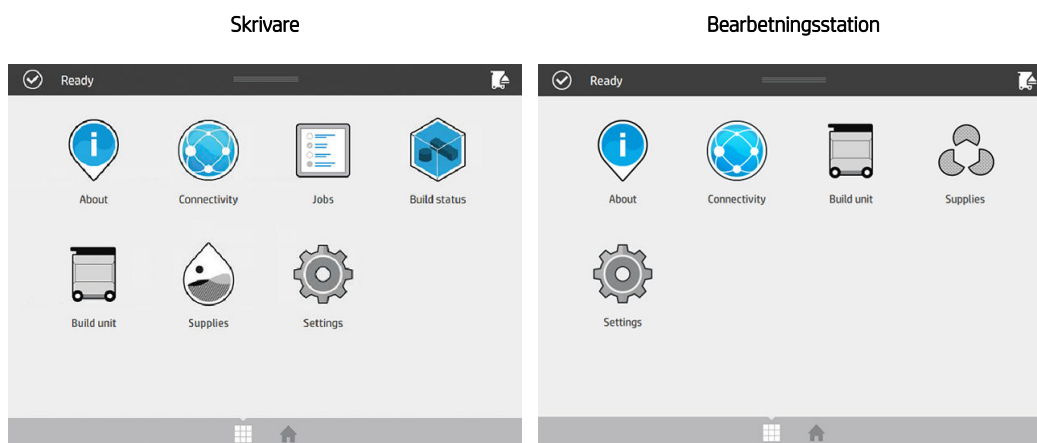 Skrivare
Ready
About
Connectivity
Jobs
Build status
Build unit
Supplies
Settings
Bearbetningsstation
Ready
About
Connectivity
Build unit
Supplies
Settings